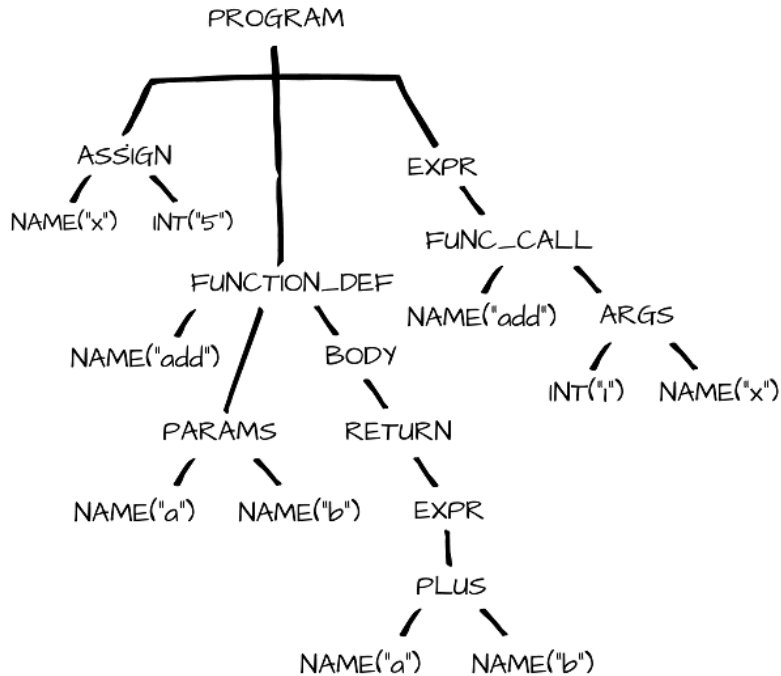 PROGRAM
ASSIGN
EXPR
NAME("x") INT("5")
FUNC_CALL
FUNCTION_DEF
NAME("add") ARGS
NAME("add") BODY
INT("1") NAME("x")
PARAMS RETURN
NAME("a") NAME("b") EXPR
PLUS
NAME("a") NAME("b")